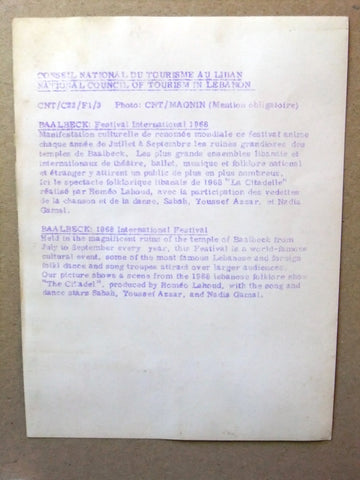 CONSEIL NATIONAL DU TOURISME AU LIBAN
NATIONAL COUNCIL OF TOURISM IN LEBANON
CNT/C22/F1/3 Photo: CNT/MAGNIN (Mention obligatoire)
BAALBECK: Festival International 1968
Manifestation culturelle de renommée mondiale ce festival anime
chaque année de Juillet à Septembre les ruines grandioses des
temples de Baalbeck. Les plus grands ensembles libanais et
internationaux de théâtre, ballet, musique et folklore national
et étranger y attirent un public de plus en plus nombreux.
Ici le spectacle folklorique libanais de 1968 "La Citadelle"
réalisé par Roméo Lahoud, avec la participation des vedettes
de la chanson et de la danse, Sabah, Youssef Azzar, et Nadia
Gamal.
BAALBECK: 1968 International Festival
Held in the magnificent ruins of the temple of Baalbeck from
July to September every year, this Festival is a world-famous
cultural event, some of the most famous Lebanese and foreign
folk dance and song troupes attract ever larger audiences.
Our picture shows a scene from the 1968 lebanese folklore show
"The Citadel", produced by Roméo Lahoud, with the song and
dance stars Sabah, Youssef Azzar, and Nadia Gamal.